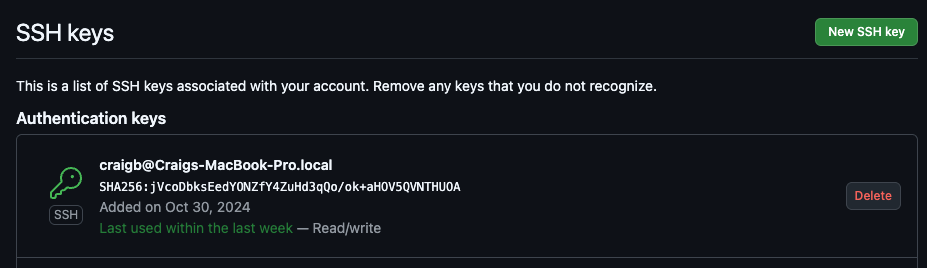 SSH keys
New SSH key
This is a list of SSH keys associated with your account. Remove any keys that you do not recognize.
Authentication keys
craigb@Craigs-MacBook-Pro.local
SHA256:jVcoDbksEedYONZfY4ZuHd3qQo/ok+aHOV5QVNTHUOA
Added on Oct 30, 2024
Last used within the last week — Read/write
SSH
Delete